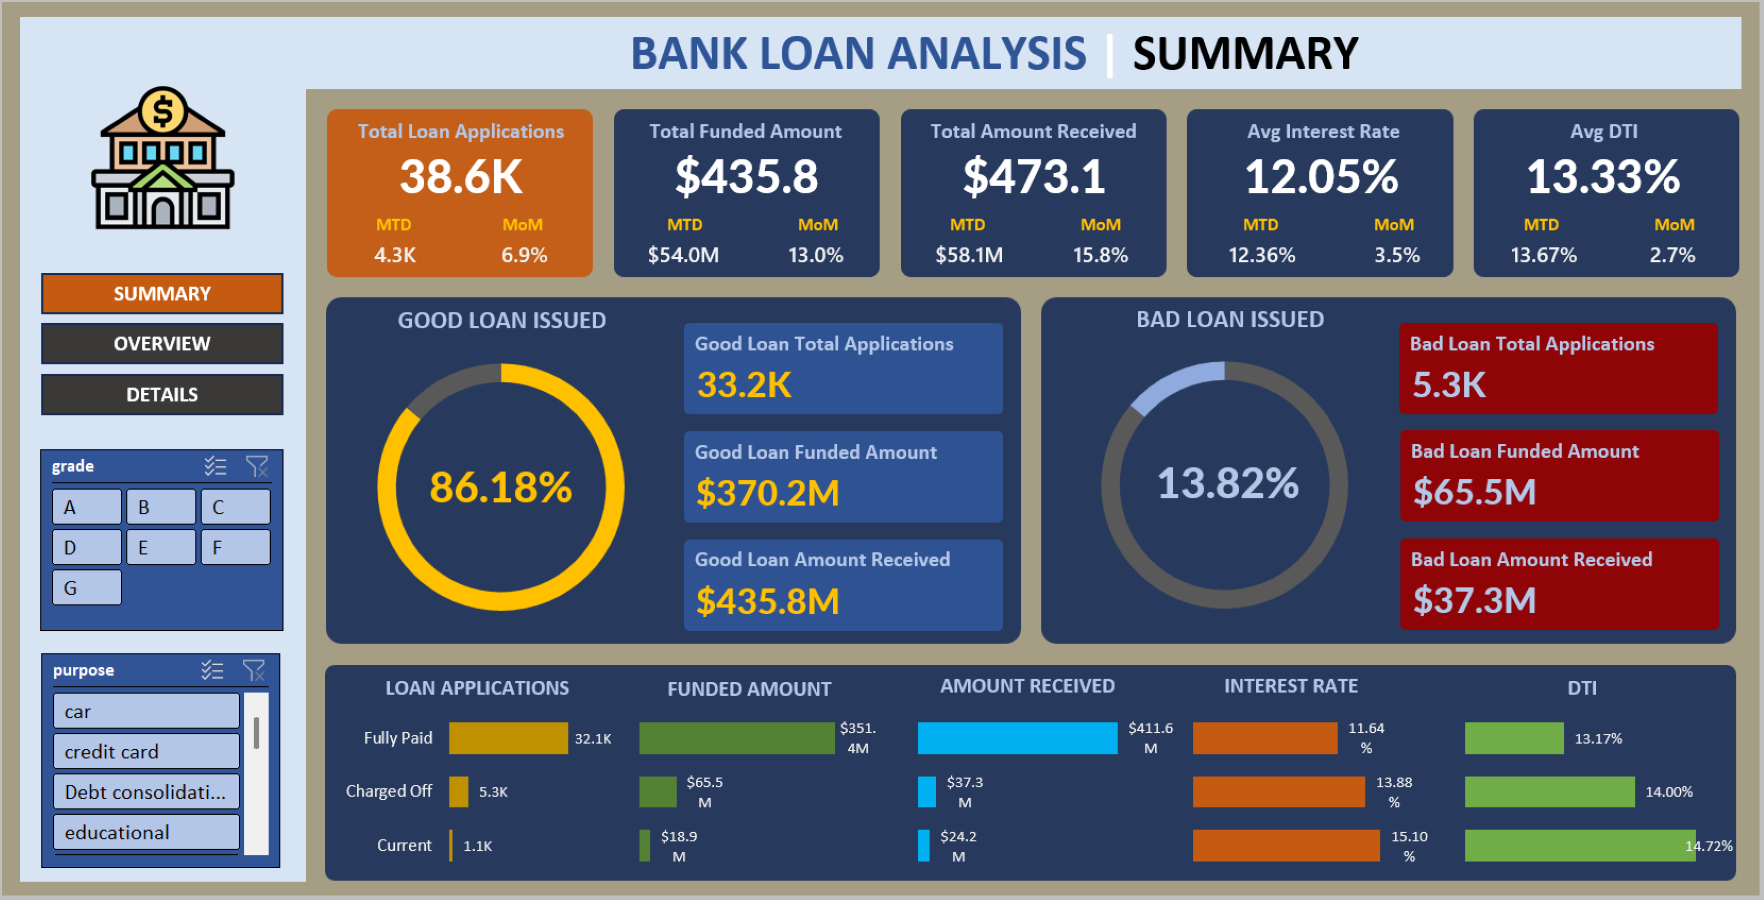 BANK LOAN ANALYSIS | SUMMARY
$
SUMMARY
OVERVIEW
DETAILS
grade
A B C
D E F
G
purpose
car
credit card
Debt consolidati...
educational
Total Loan Applications
38.6K
MTD MoM
4.3K 6.9%
Total Funded Amount
$435.8
MTD MoM
$54.0M 13.0%
Total Amount Received
$473.1
MTD MoM
$58.1M 15.8%
Avg Interest Rate
12.05%
MTD MoM
12.36% 3.5%
Avg DTI
13.33%
MTD MoM
13.67% 2.7%
GOOD LOAN ISSUED
86.18%
Good Loan Total Applications
33.2K
Good Loan Funded Amount
$370.2M
Good Loan Amount Received
$435.8M
BAD LOAN ISSUED
13.82%
Bad Loan Total Applications
5.3K
Bad Loan Funded Amount
$65.5M
Bad Loan Amount Received
$37.3M
LOAN APPLICATIONS
Fully Paid 32.1K
Charged Off 5.3K
Current 1.1K
FUNDED AMOUNT
$351.
4M
$65.5
M
$18.9
M
AMOUNT RECEIVED
$411.6
M
$37.3
M
$24.2
M
INTEREST RATE
11.64
%
13.88
%
15.10
%
DTI
13.17%
14.00%
14.72%